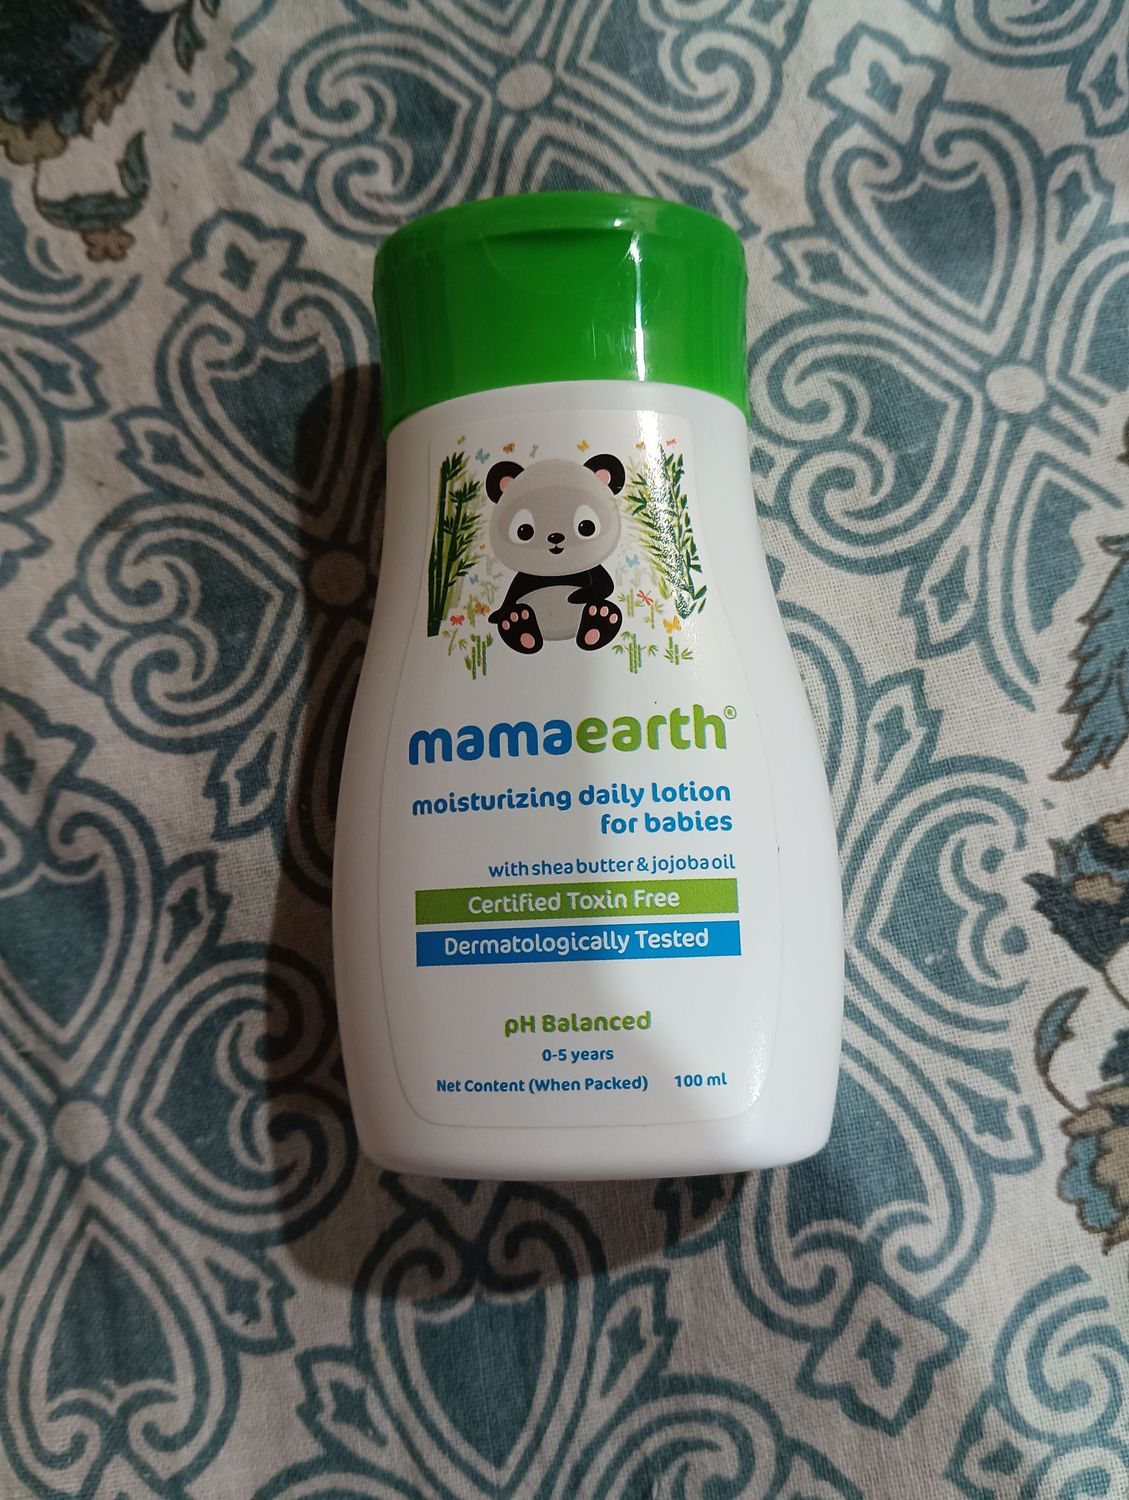 mamaearth®
moisturizing daily lotion
for babies
with shea butter & jojoba oil
Certified Toxin Free
Dermatologically Tested
pH Balanced
0-5 years
Net Content (When Packed) 100 ml